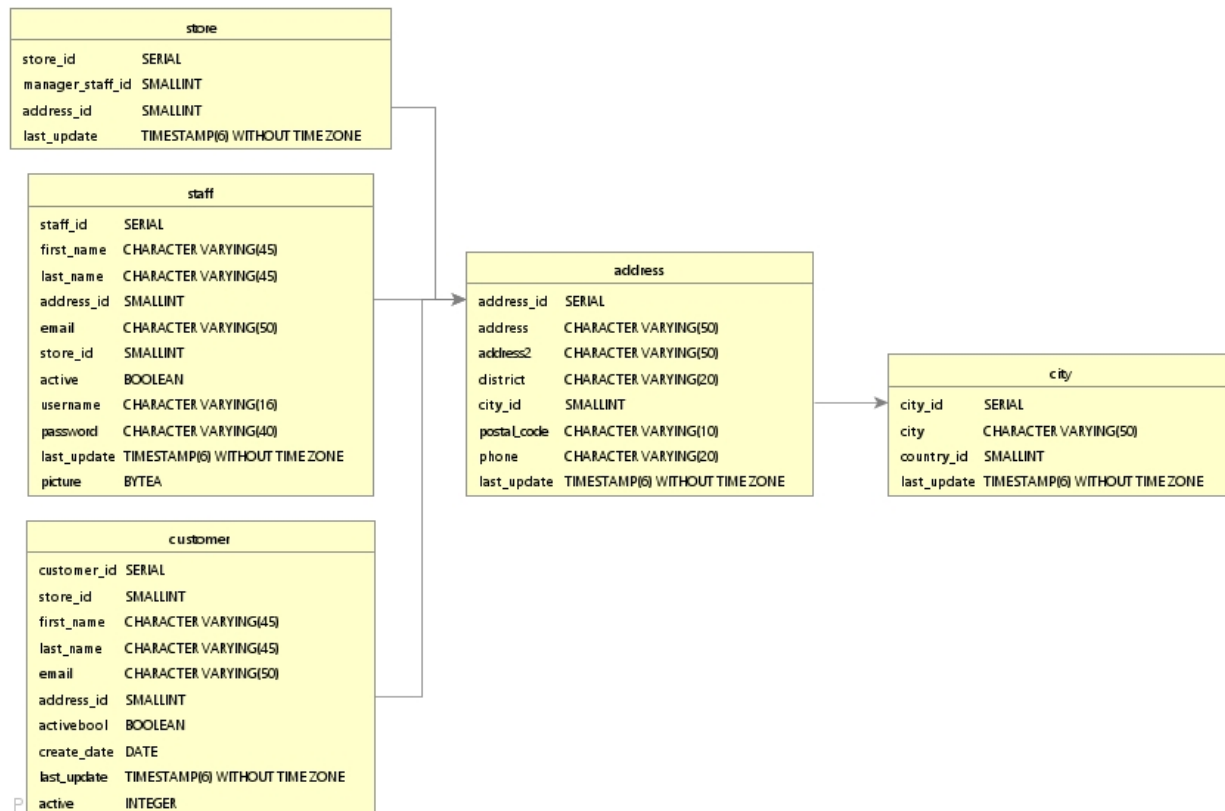 store
store_id SERIAL
manager_staff_id SMALLINT
address_id SMALLINT
last_update TIMESTAMP(6) WITHOUT TIME ZONE
staff
staff_id SERIAL
first_name CHARACTER VARYING(45)
last_name CHARACTER VARYING(45)
address_id SMALLINT
email CHARACTER VARYING(50)
store_id SMALLINT
active BOOLEAN
username CHARACTER VARYING(16)
password CHARACTER VARYING(40)
last_update TIMESTAMP(6) WITHOUT TIME ZONE
picture BYTEA
customer
customer_id SERIAL
store_id SMALLINT
first_name CHARACTER VARYING(45)
last_name CHARACTER VARYING(45)
email CHARACTER VARYING(50)
address_id SMALLINT
activebool BOOLEAN
create_date DATE
last_update TIMESTAMP(6) WITHOUT TIME ZONE
active INTEGER
address
address_id SERIAL
address CHARACTER VARYING(50)
address2 CHARACTER VARYING(50)
district CHARACTER VARYING(20)
city_id SMALLINT
postal_code CHARACTER VARYING(10)
phone CHARACTER VARYING(20)
last_update TIMESTAMP(6) WITHOUT TIME ZONE
city
city_id SERIAL
city CHARACTER VARYING(50)
country_id SMALLINT
last_update TIMESTAMP(6) WITHOUT TIME ZONE